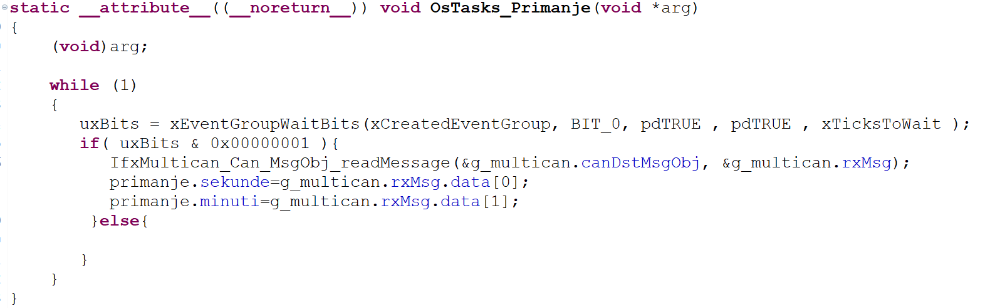 static __attribute__((__noreturn__)) void OsTasks_Primanje(void *arg)
{
    (void)arg;
    while (1)
    {
       uxBits = xEventGroupWaitBits(xCreatedEventGroup, BIT_0, pdTRUE , pdTRUE , xTicksToWait );
       if( uxBits & 0x00000001 ){
          IfxMultican_Can_MsgObj_readMessage(&g_multican.canDstMsgObj, &g_multican.rxMsg);
          primanje.sekunde=g_multican.rxMsg.data[0];
          primanje.minuti=g_multican.rxMsg.data[1];
        }else{
       }
    }
}